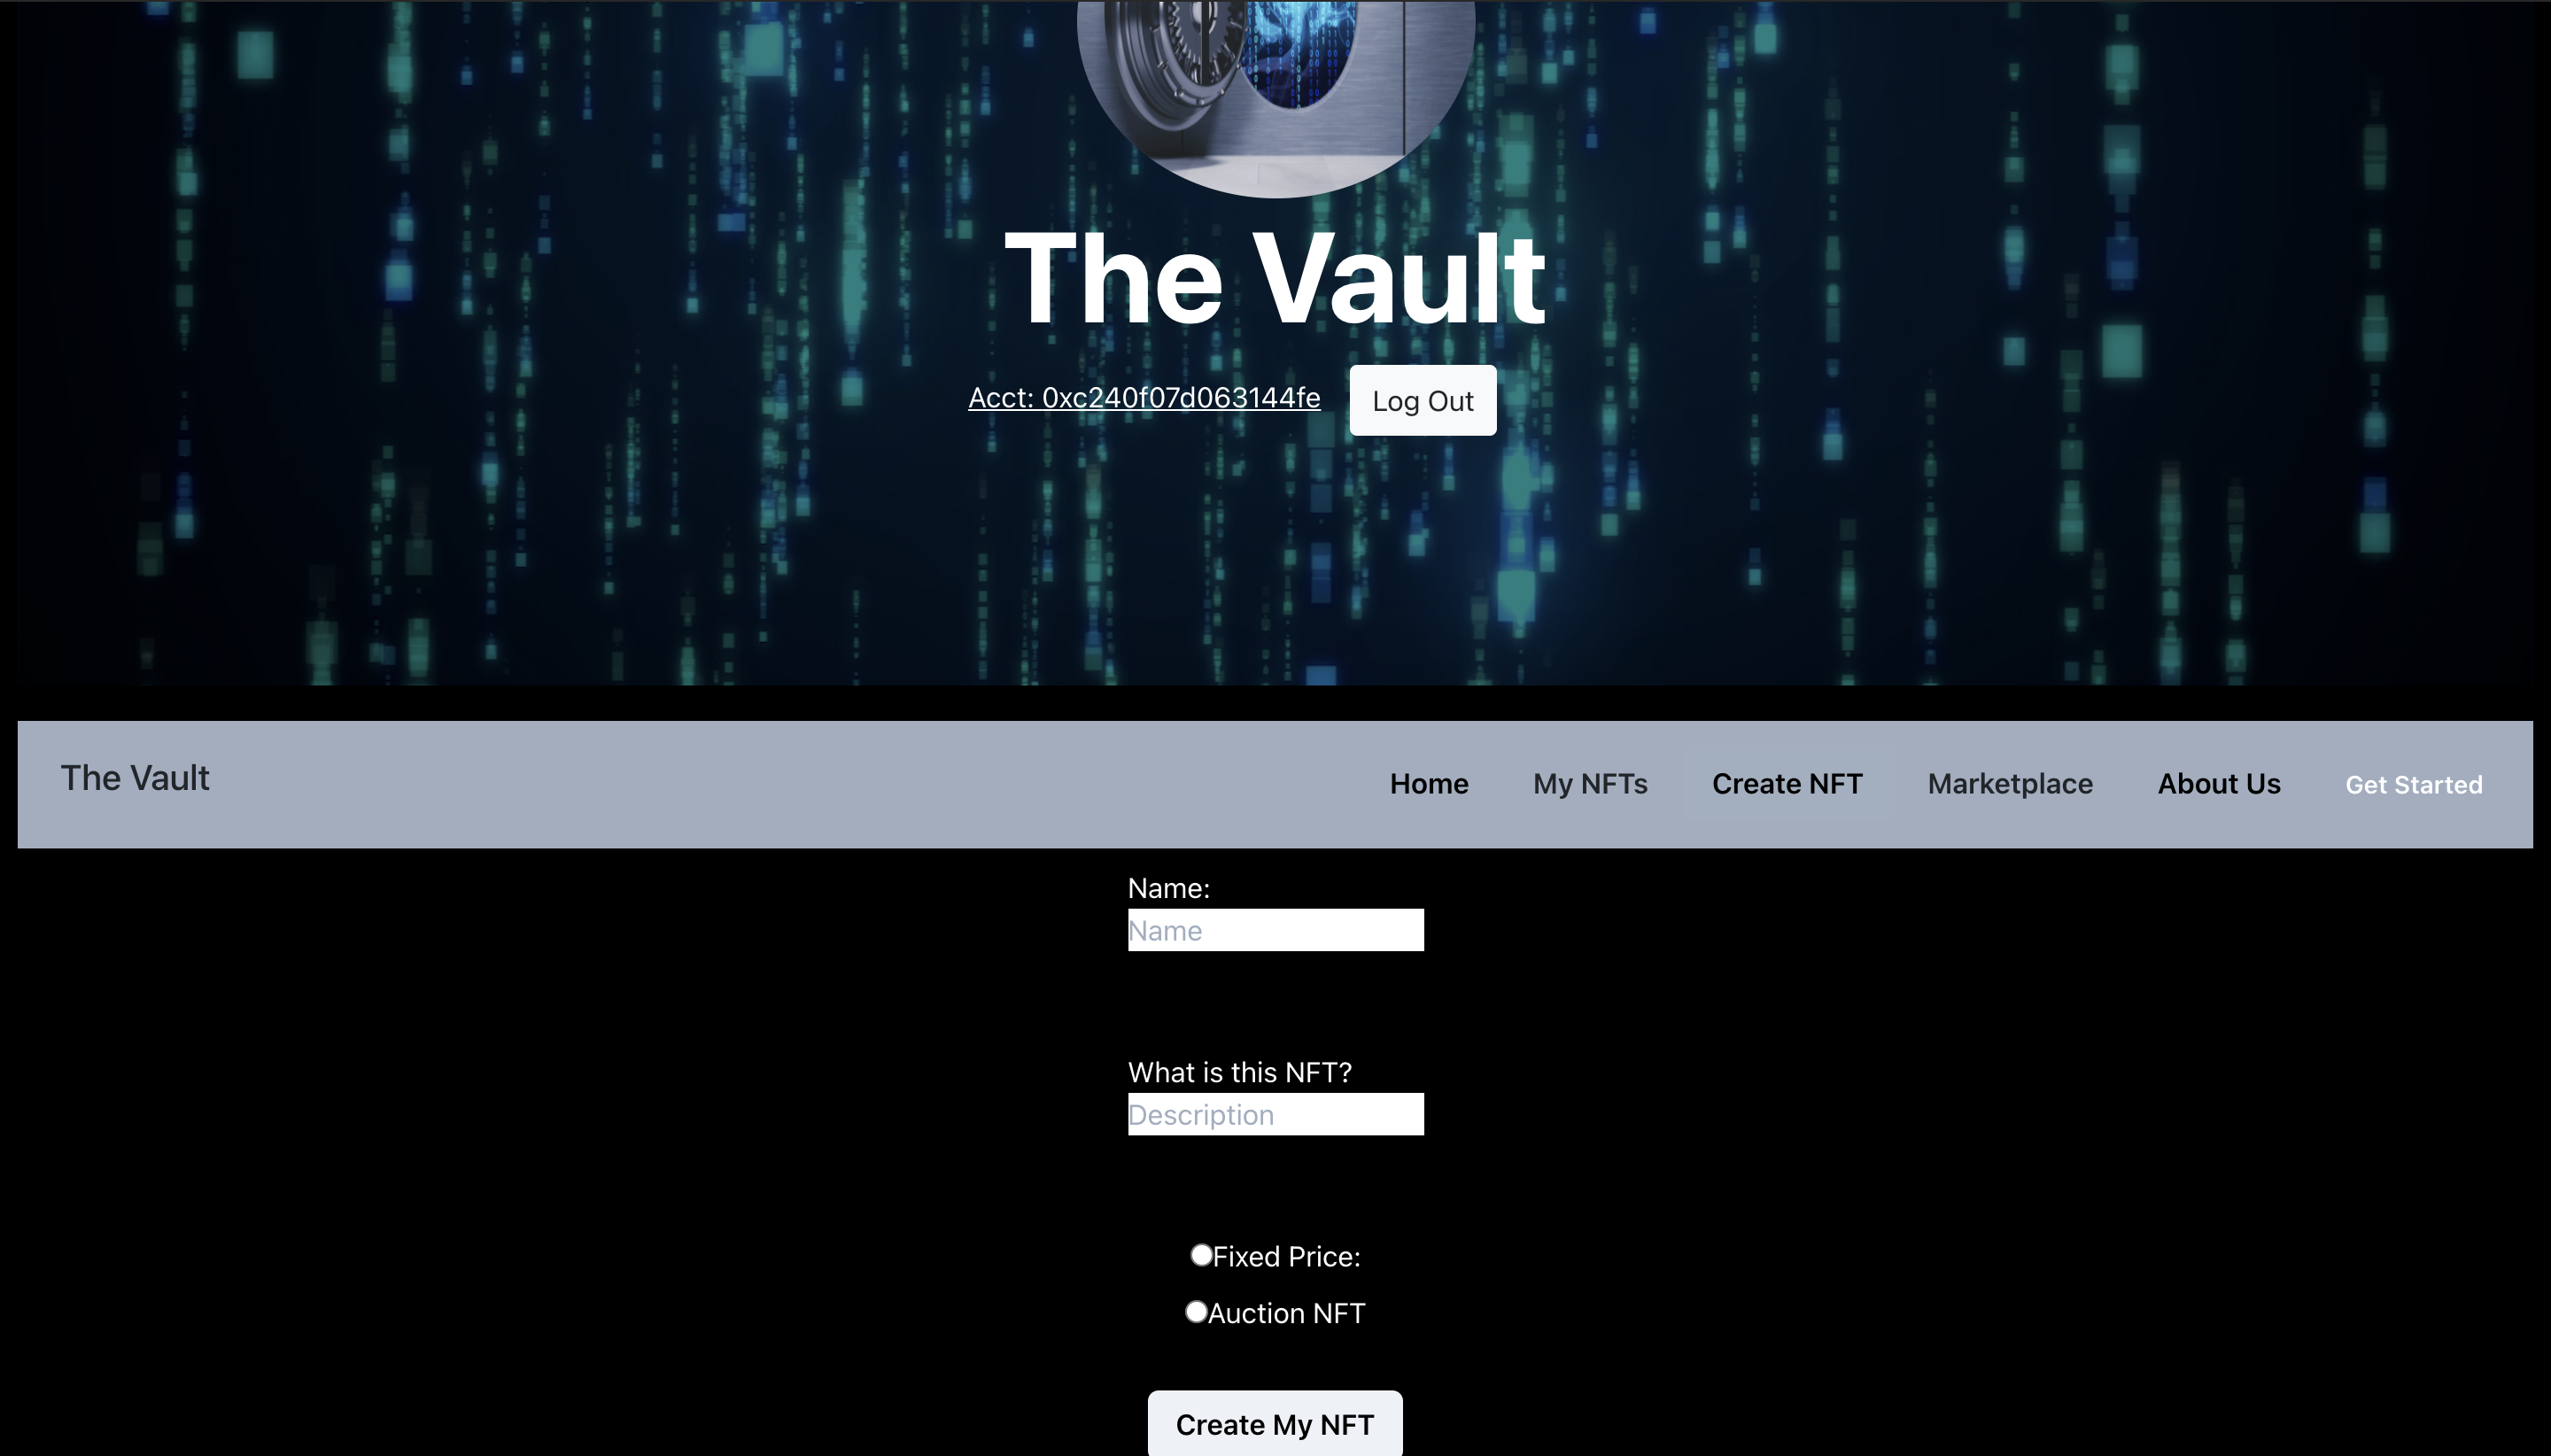 The Vault
Acct: 0xc240f07d063144fe Log Out
The Vault Home My NFTs Create NFT Marketplace About Us Get Started
Name:
Name
What is this NFT?
Description
Fixed Price:
Auction NFT
Create My NFT